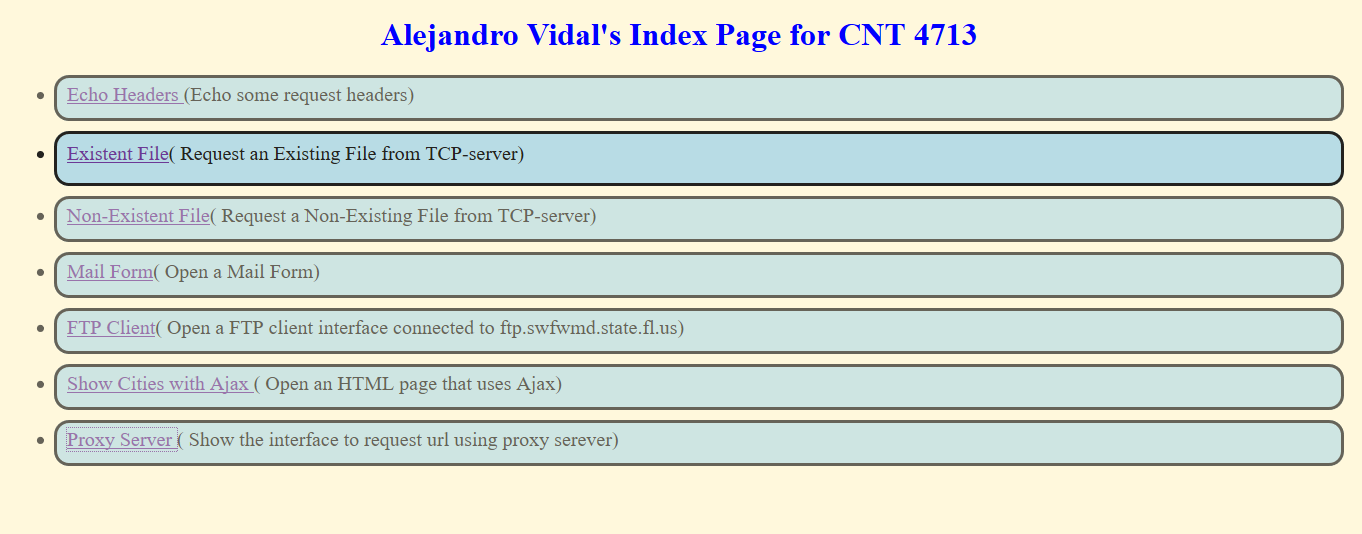 Alejandro Vidal's Index Page for CNT 4713
Echo Headers (Echo some request headers)
Existent File( Request an Existing File from TCP-server)
Non-Existent File( Request a Non-Existing File from TCP-server)
Mail Form( Open a Mail Form)
FTP Client( Open a FTP client interface connected to ftp.swfwmd.state.fl.us)
Show Cities with Ajax ( Open an HTML page that uses Ajax)
Proxy Server ( Show the interface to request url using proxy serever)